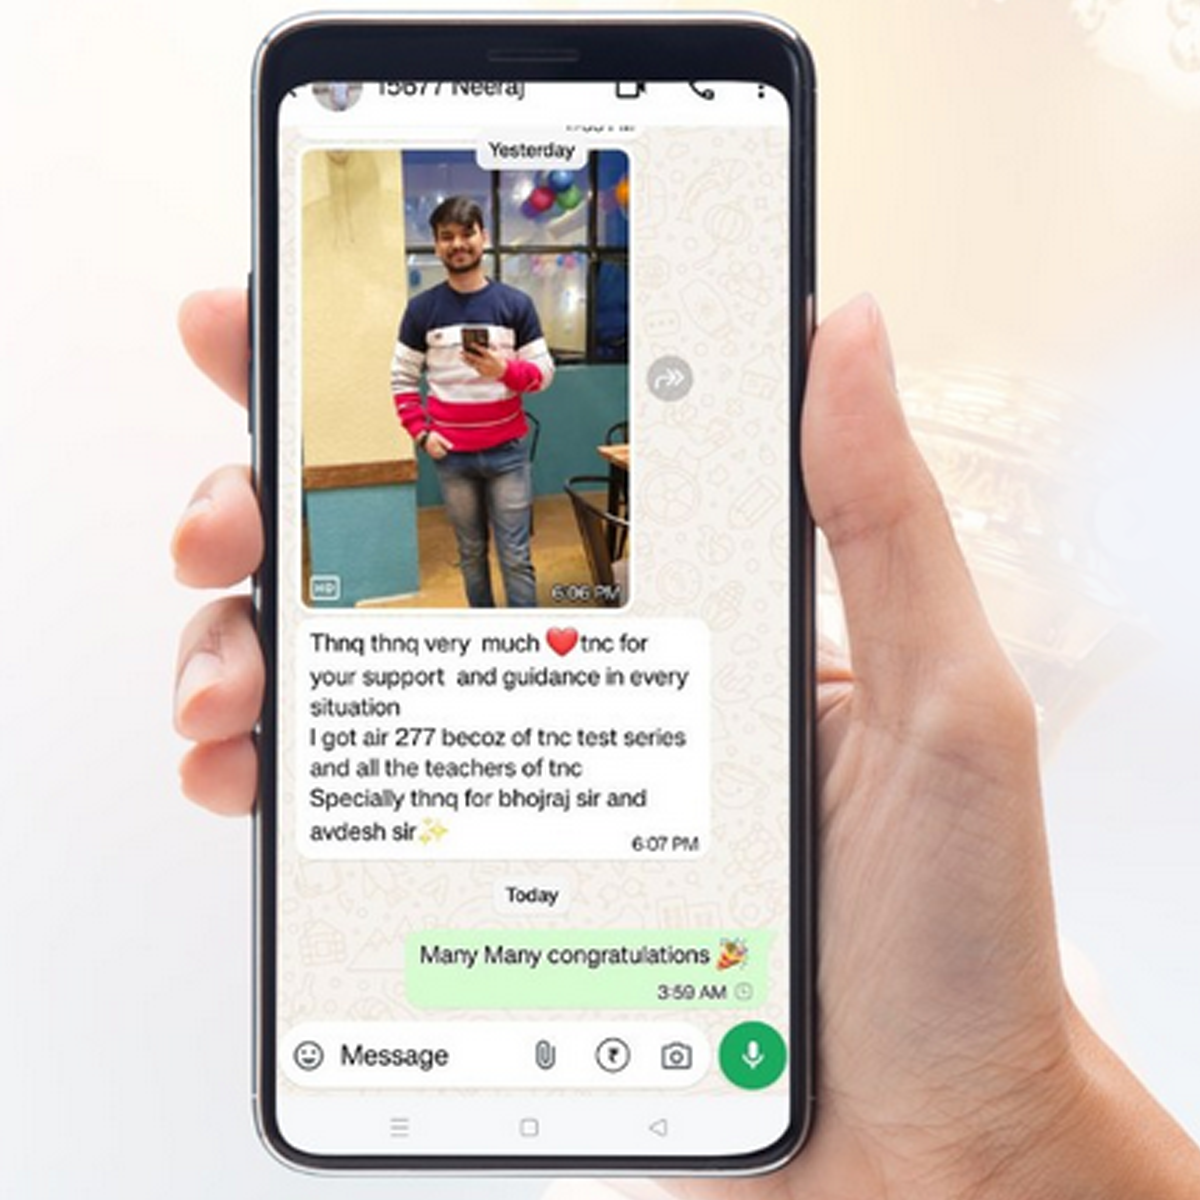 15677 Neeraj
Yesterday
HD
6:06 PM
Thnq thnq very much ❤️tnc for
your support and guidance in every
situation
I got air 277 becoz of tnc test series
and all the teachers of tnc
Specially thnq for bhojraj sir and
avdesh sir✨
6:07 PM
Today
Many Many congratulations 🎉
3:59 AM
Message
₹